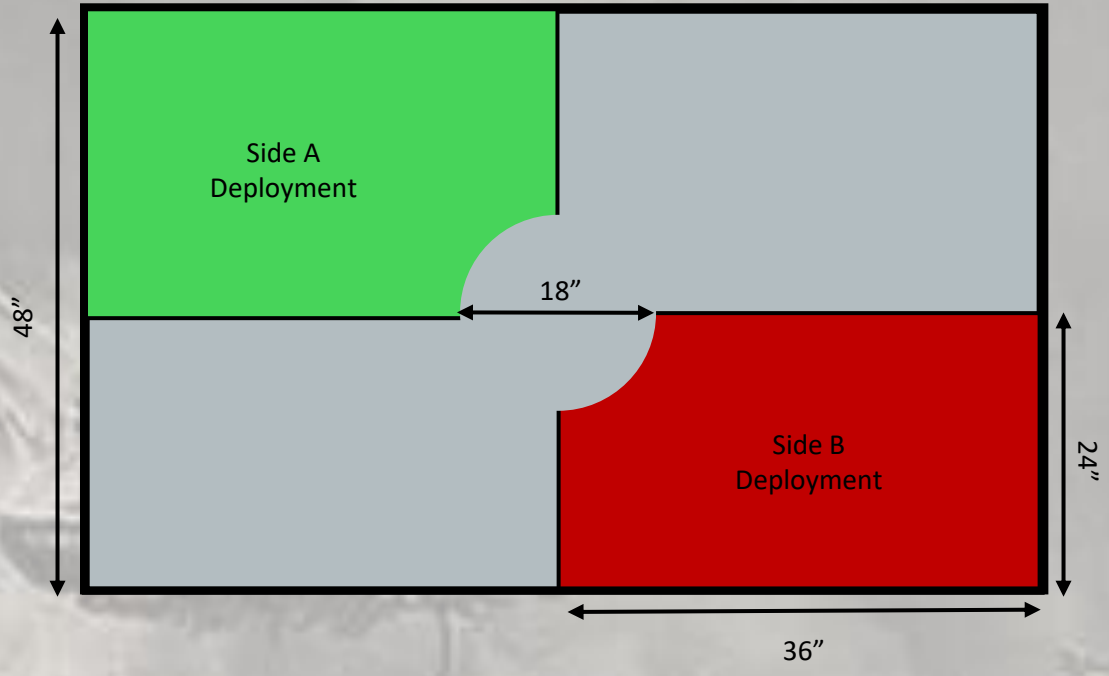 Side A
Deployment
18”
48”
Side B
Deployment
24”
36”